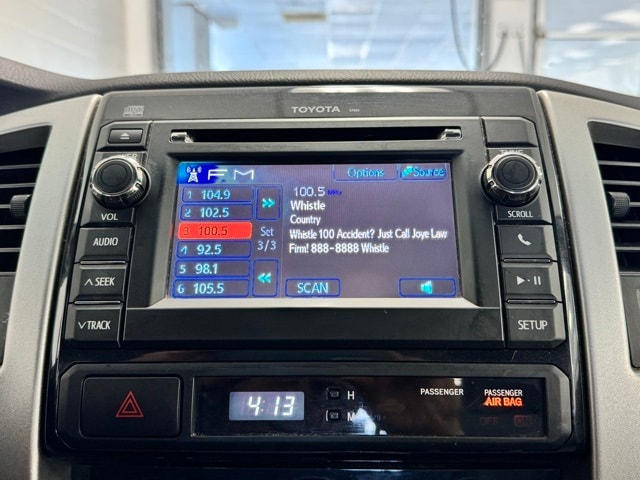 TOYOTA
FM
Options
Source
1 104.9
2 102.5
3 100.5
4 92.5
5 98.1
6 105.5
Set
3/3
100.5 MHz
Whistle
Country
Whistle 100 Accident? Just Call Joye Law
Firm! 888-8888 Whistle
SCAN
VOL
AUDIO
SEEK
TRACK
SCROLL
SETUP
4:13
H
M
PASSENGER
PASSENGER
AIR BAG
OFF